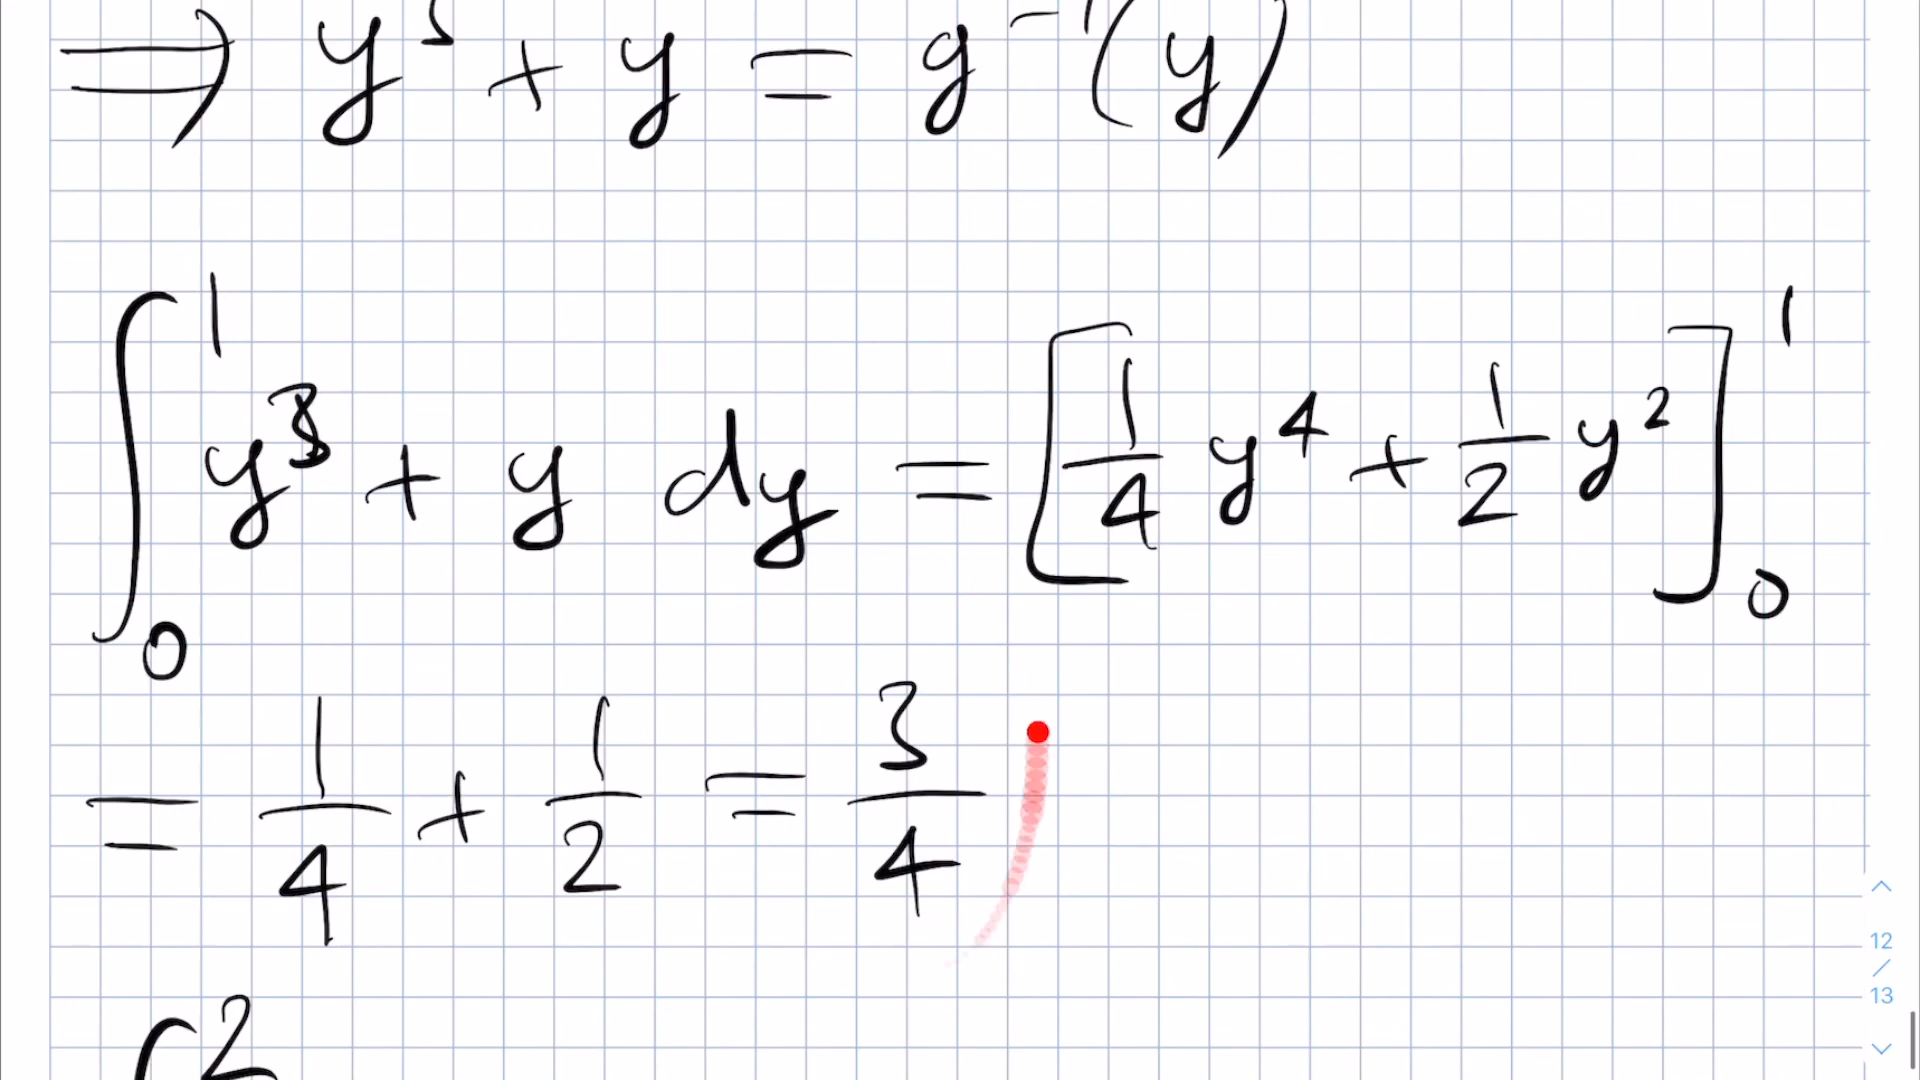 ⇒ y³ + y = g⁻¹(y)
∫₀¹ y³ + y dy = [1/4 y⁴ + 1/2 y²]₀¹
= 1/4 + 1/2 = 3/4
∫²
12
/
13